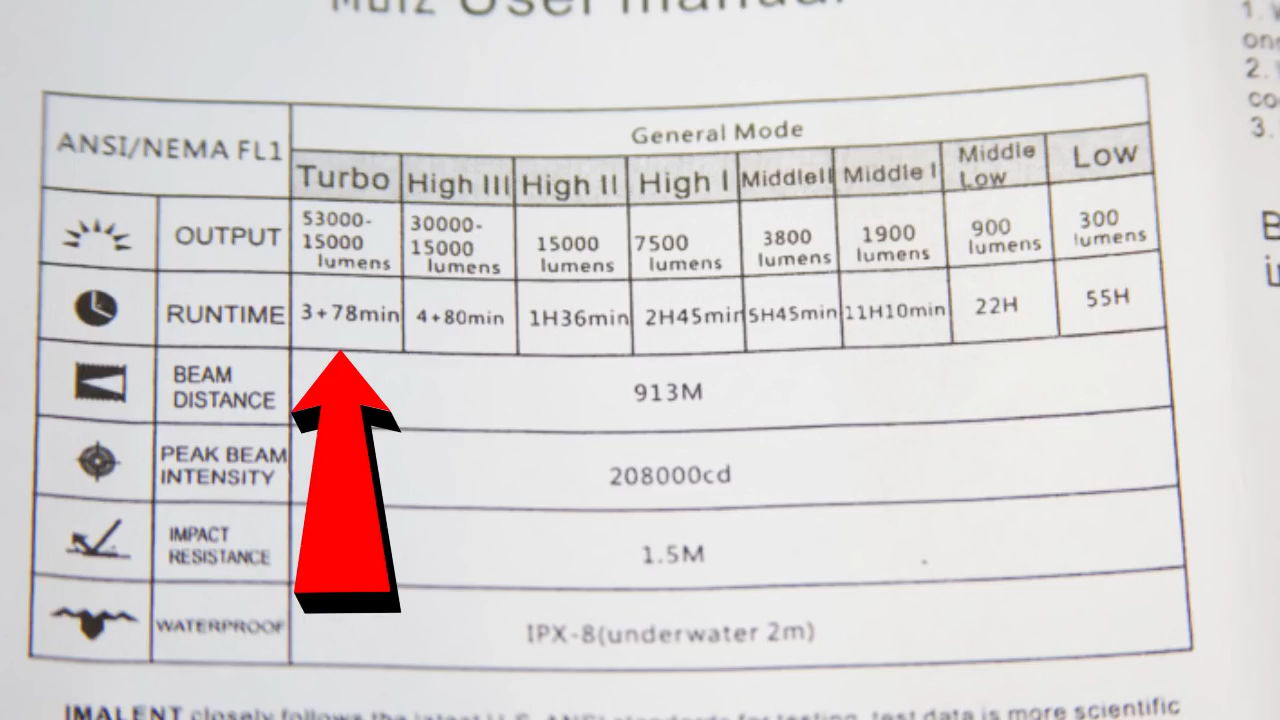 User manual
ANSI/NEMA FL1
General Mode
Turbo High III High II High I MiddleII Middle I Middle Low Low
OUTPUT
53000-
15000
lumens
30000-
15000
lumens
15000
lumens
7500
lumens
3800
lumens
1900
lumens
900
lumens
300
lumens
RUNTIME 3+78min 4+80min 1H36min 2H45min 5H45min 11H10min 22H 55H
BEAM
DISTANCE
913M
PEAK BEAM
INTENSITY
208000cd
IMPACT
RESISTANCE
1.5M
WATERPROOF IPX-8(underwater 2m)
IMALENT closely follows the latest U.S. ANSI standards for testing, test data is more scientific
1.
2.
co
3.